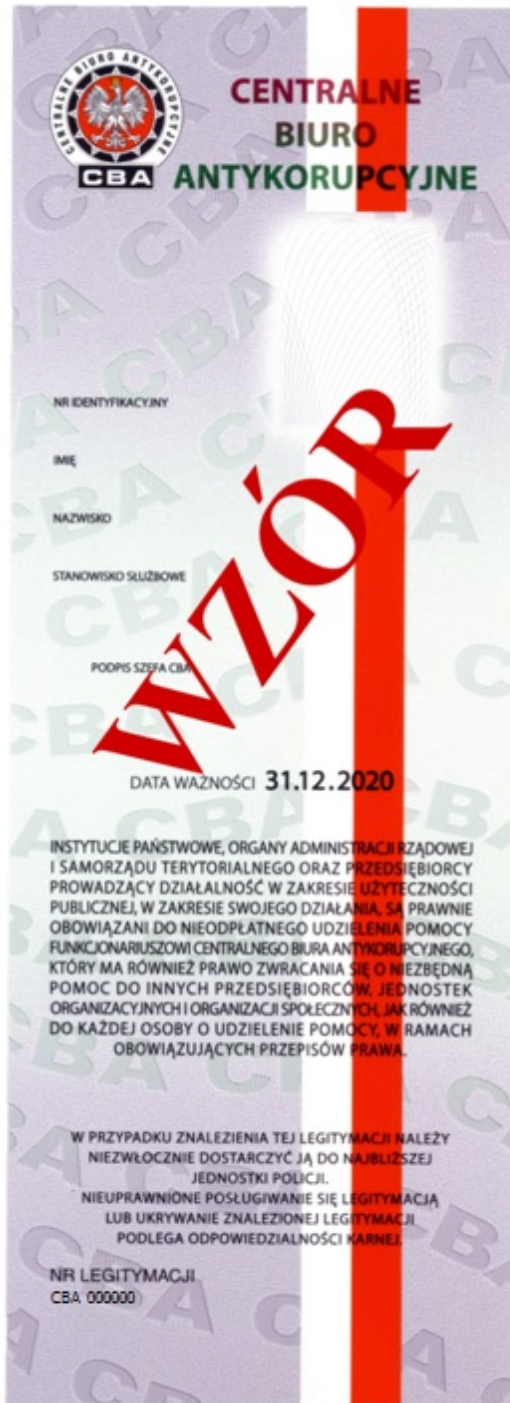 CENTRALNE BIURO ANTYKORUPCYJNE
CBA
CENTRALNE
BIURO
ANTYKORUPCYJNE
NR IDENTYFIKACYJNY
IMIĘ
NAZWISKO
STANOWISKO SŁUŻBOWE
PODPIS SZEFA CBA
WZÓR
DATA WAŻNOŚCI 31.12.2020
INSTYTUCJE PAŃSTWOWE, ORGANY ADMINISTRACJI RZĄDOWEJ
I SAMORZĄDU TERYTORIALNEGO ORAZ PRZEDSIĘBIORCY
PROWADZĄCY DZIAŁALNOŚĆ W ZAKRESIE UŻYTECZNOŚCI
PUBLICZNEJ, W ZAKRESIE SWOJEGO DZIAŁANIA, SĄ PRAWNIE
OBOWIĄZANI DO NIEODPŁATNEGO UDZIELENIA POMOCY
FUNKCJONARIUSZOWI CENTRALNEGO BIURA ANTYKORUPCYJNEGO,
KTÓRY MA RÓWNIEŻ PRAWO ZWRACANIA SIĘ O NIEZBĘDNĄ
POMOC DO INNYCH PRZEDSIĘBIORCÓW, JEDNOSTEK
ORGANIZACYJNYCH I ORGANIZACJI SPOŁECZNYCH, JAK RÓWNIEŻ
DO KAŻDEJ OSOBY O UDZIELENIE POMOCY, W RAMACH
OBOWIĄZUJĄCYCH PRZEPISÓW PRAWA.
W PRZYPADKU ZNALEZIENIA TEJ LEGITYMACJI NALEŻY
NIEZWŁOCZNIE DOSTARCZYĆ JĄ DO NAJBLIŻSZEJ
JEDNOSTKI POLICJI.
NIEUPRAWNIONE POSŁUGIWANIE SIĘ LEGITYMACJĄ
LUB UKRYWANIE ZNALEZIONEJ LEGITYMACJI
PODLEGA ODPOWIEDZIALNOŚCI KARNEJ.
NR LEGITYMACJI
CBA 000000